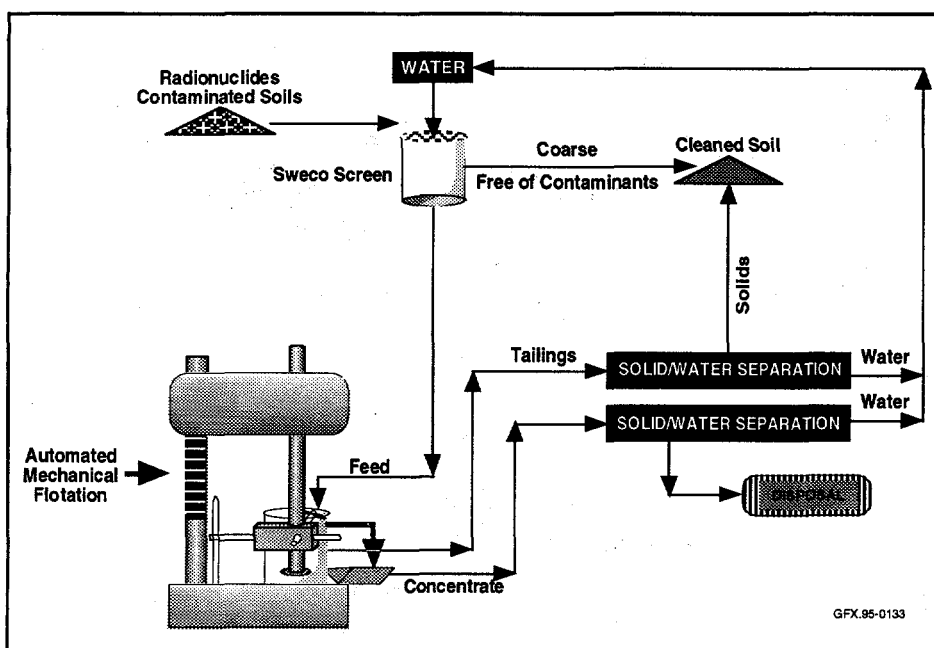 Radionuclides
Contaminated Soils
WATER
Sweco Screen
Coarse
Free of Contaminants
Cleaned Soil
Solids
Tailings
SOLID/WATER SEPARATION
Water
SOLID/WATER SEPARATION
Water
Automated
Mechanical
Flotation
Feed
DISPOSAL
Concentrate
GFX.95-0133